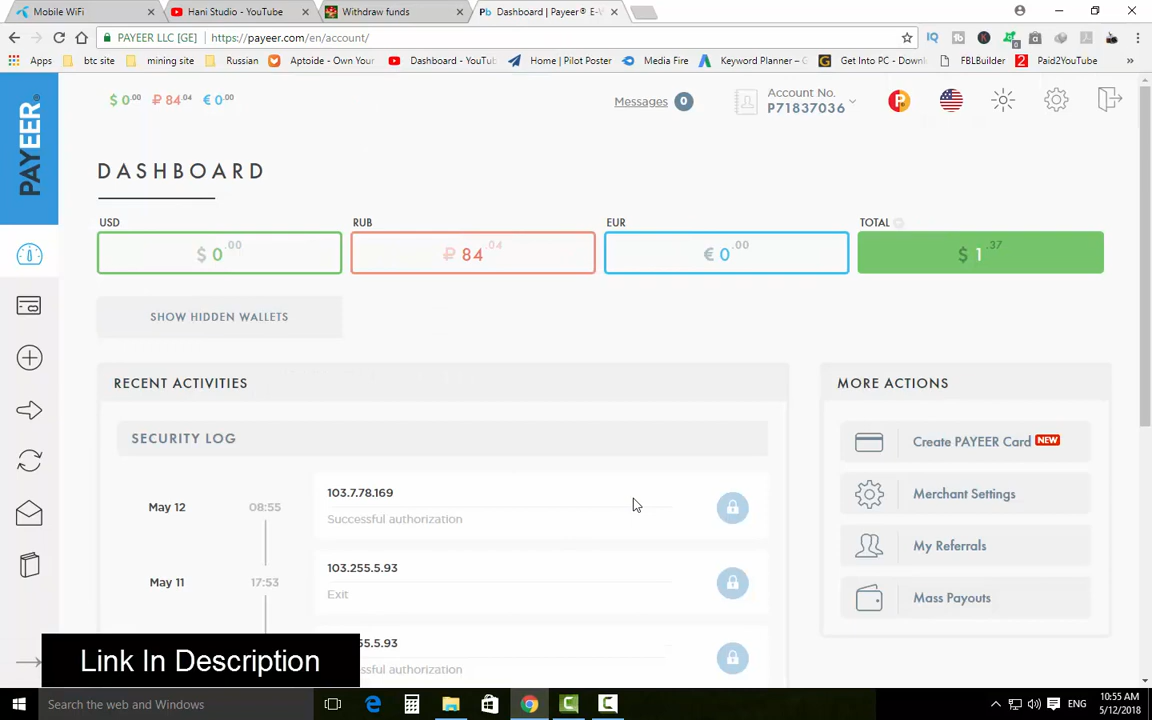 Mobile WiFi
Hani Studio - YouTube
Withdraw funds
Pb Dashboard | Payeer® E-W
PAYEER LLC [GE]
https://payeer.com/en/account/
Apps
btc site
mining site
Russian
Aptoide - Own Your
Dashboard - YouTub
Home | Pilot Poster
Media Fire
Keyword Planner –
Get Into PC - Downl
FBLBuilder
Paid2YouTube
PAYEER®
$ 0.00 ₽ 84.04 € 0.00
Messages 0
Account No.
P71837036
DASHBOARD
USD
RUB
EUR
TOTAL
$ 0.00
₽ 84.04
€ 0.00
$ 1.37
SHOW HIDDEN WALLETS
RECENT ACTIVITIES
SECURITY LOG
May 12
08:55
103.7.78.169
Successful authorization
May 11
17:53
103.255.5.93
Exit
55.5.93
uccessful authorization
MORE ACTIONS
Create PAYEER Card NEW
Merchant Settings
My Referrals
Mass Payouts
Link In Description
Search the web and Windows
ENG
10:55 AM
5/12/2018